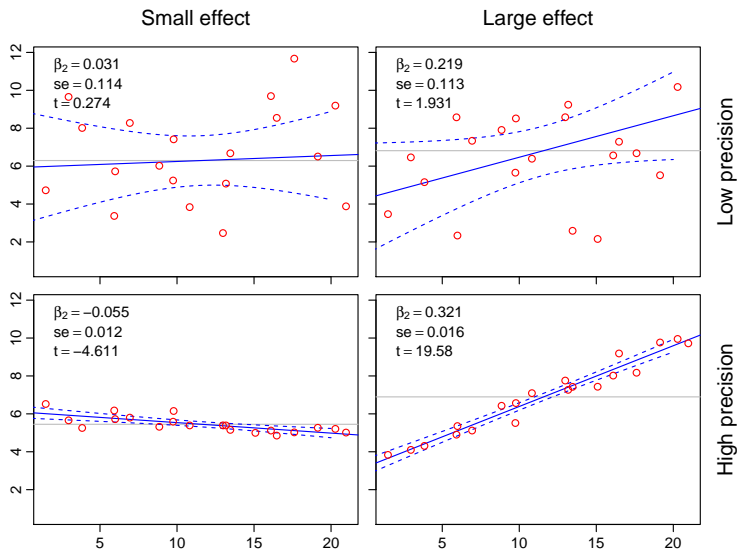 Small effect
Large effect
β₂ = 0.031
se = 0.114
t = 0.274
β₂ = 0.219
se = 0.113
t = 1.931
Low precision
12
10
8
6
4
2
β₂ = −0.055
se = 0.012
t = −4.611
β₂ = 0.321
se = 0.016
t = 19.58
High precision
12
10
8
6
4
2
5 10 15 20
5 10 15 20